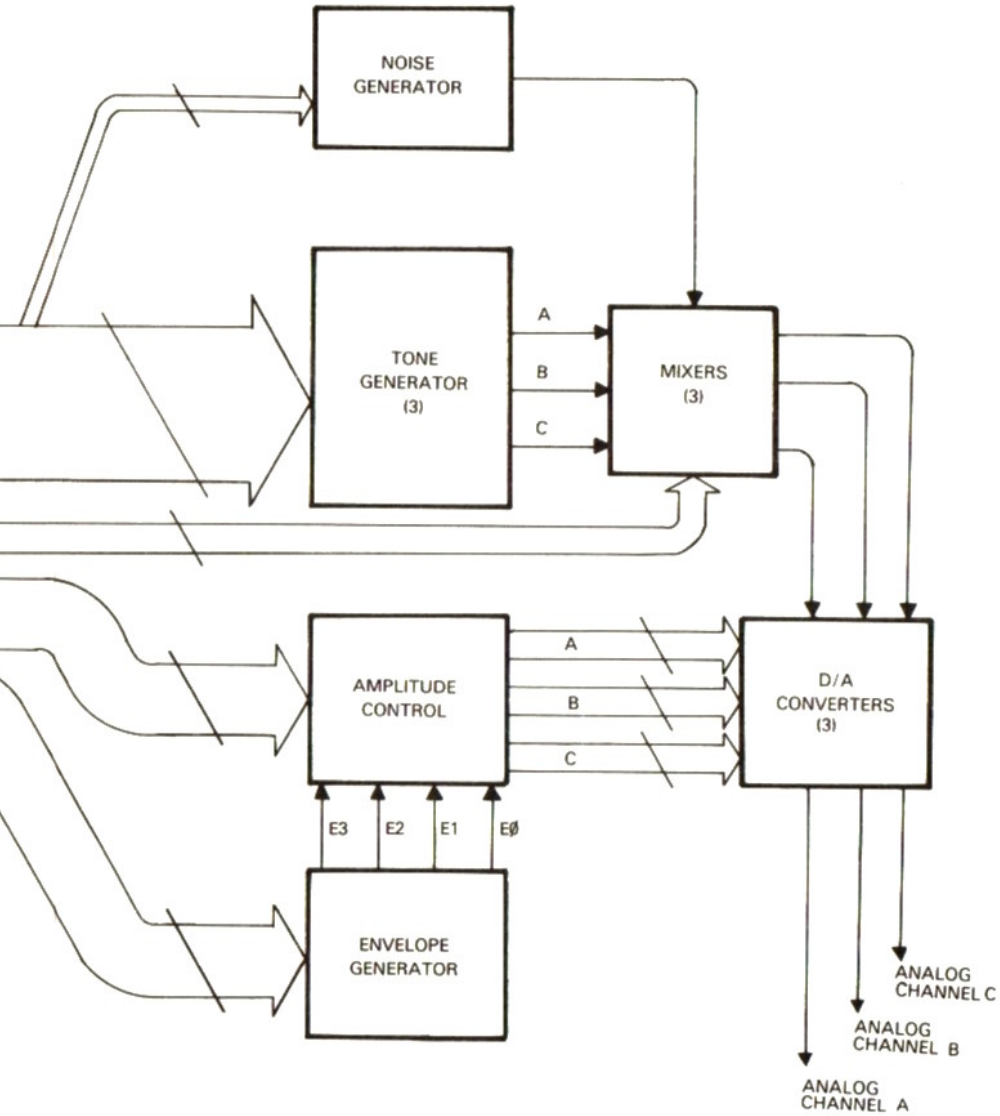 NOISE
GENERATOR
TONE
GENERATOR
(3)
A
B
C
MIXERS
(3)
AMPLITUDE
CONTROL
A
B
C
D/A
CONVERTERS
(3)
E3
E2
E1
EØ
ENVELOPE
GENERATOR
ANALOG
CHANNEL C
ANALOG
CHANNEL B
ANALOG
CHANNEL A